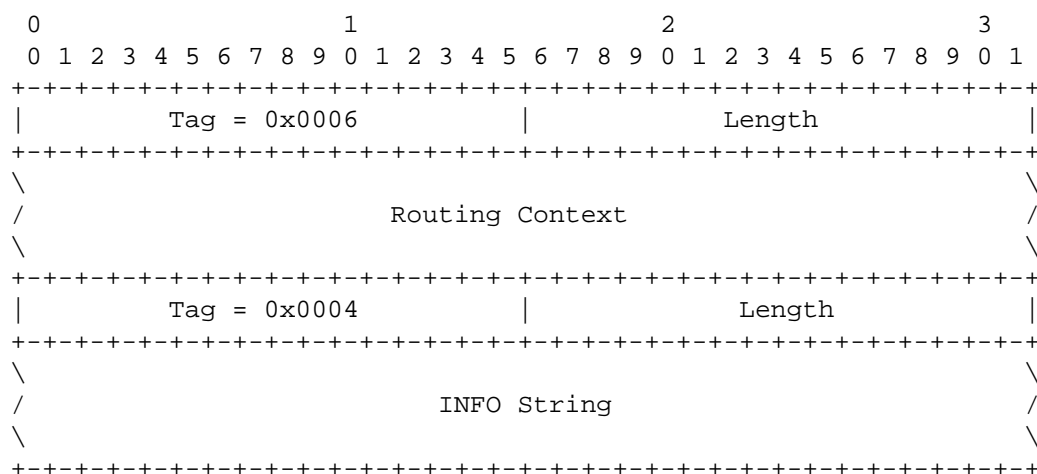 0                   1                   2                   3
 0 1 2 3 4 5 6 7 8 9 0 1 2 3 4 5 6 7 8 9 0 1 2 3 4 5 6 7 8 9 0 1
+-+-+-+-+-+-+-+-+-+-+-+-+-+-+-+-+-+-+-+-+-+-+-+-+-+-+-+-+-+-+-+-+
|         Tag = 0x0006          |            Length             |
+-+-+-+-+-+-+-+-+-+-+-+-+-+-+-+-+-+-+-+-+-+-+-+-+-+-+-+-+-+-+-+-+
\                                                               \
/                       Routing Context                         /
\                                                               \
+-+-+-+-+-+-+-+-+-+-+-+-+-+-+-+-+-+-+-+-+-+-+-+-+-+-+-+-+-+-+-+-+
|         Tag = 0x0004          |             Length            |
+-+-+-+-+-+-+-+-+-+-+-+-+-+-+-+-+-+-+-+-+-+-+-+-+-+-+-+-+-+-+-+-+
\                                                               \
/                          INFO String                          /
\                                                               \
+-+-+-+-+-+-+-+-+-+-+-+-+-+-+-+-+-+-+-+-+-+-+-+-+-+-+-+-+-+-+-+-+